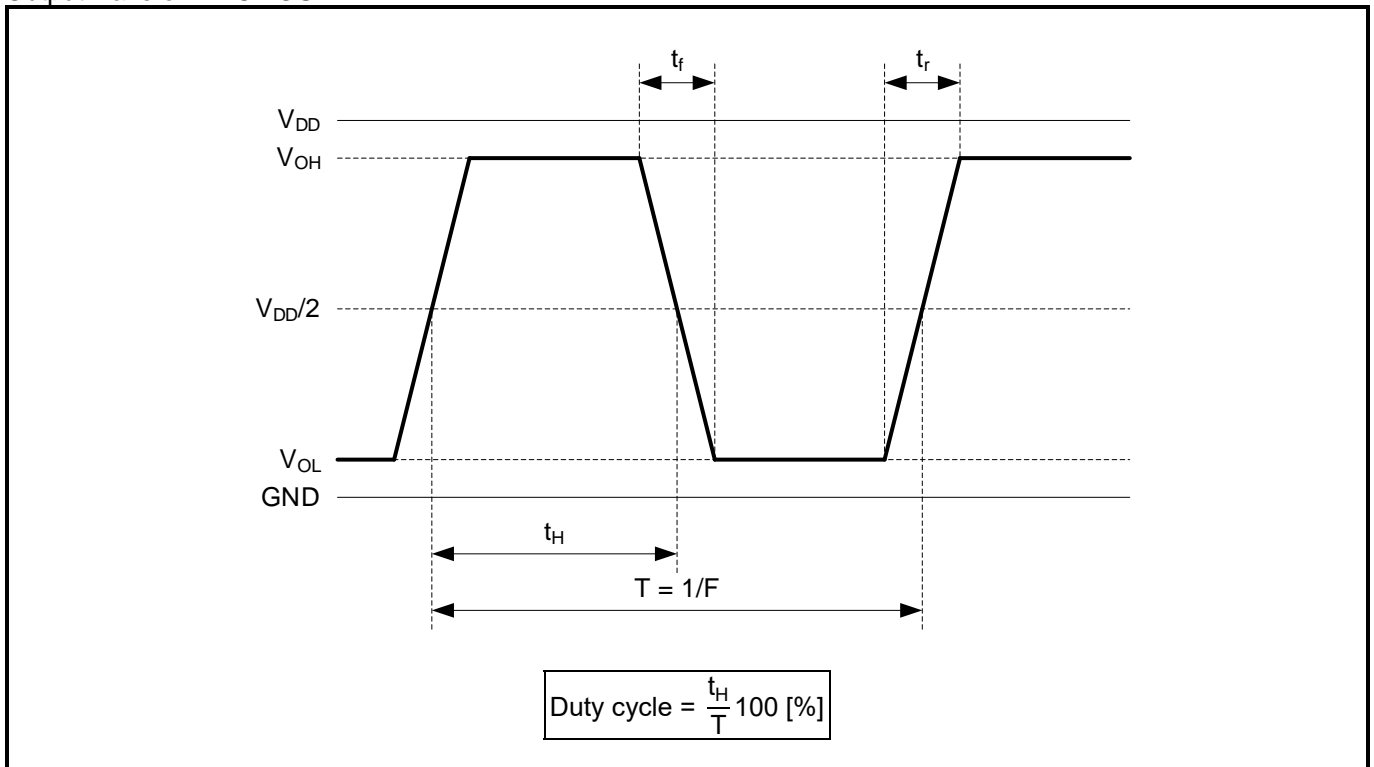 t_f
t_r
V_DD
V_OH
V_DD/2
V_OL
GND
t_H
T = 1/F
Duty cycle = t_H/T 100 [%]